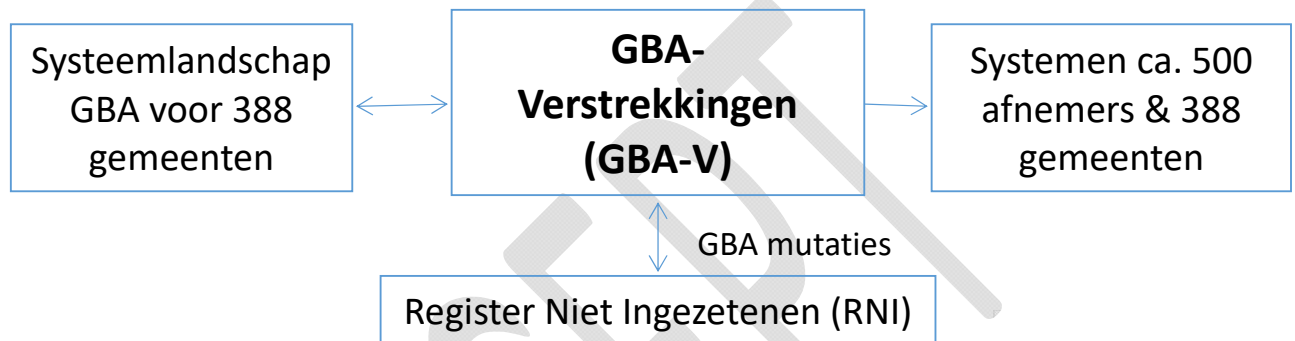 Systeemlandschap
GBA voor 388
gemeenten
GBA-
Verstrekkingen
(GBA-V)
Systemen ca. 500
afnemers & 388
gemeenten
GBA mutaties
Register Niet Ingezetenen (RNI)